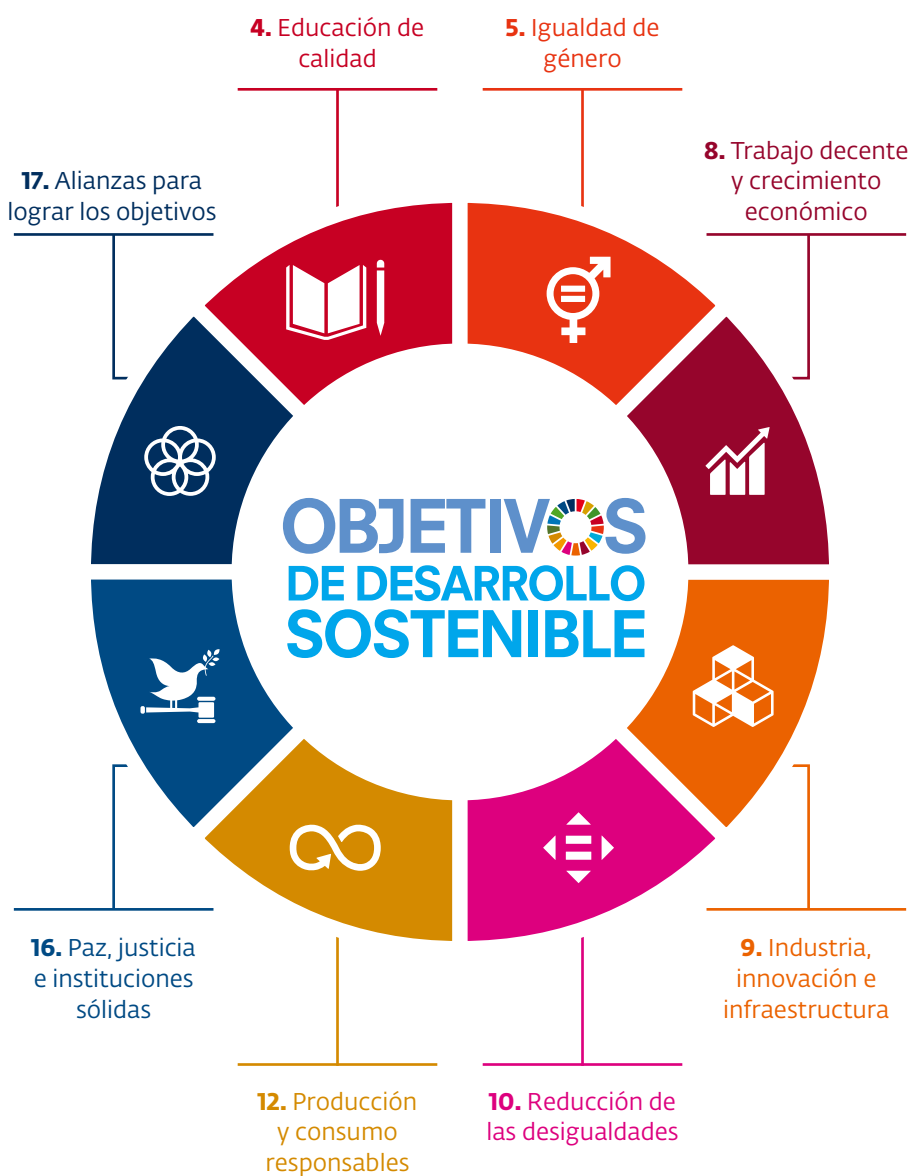 4. Educación de
calidad
5. Igualdad de
género
8. Trabajo decente
y crecimiento
económico
17. Alianzas para
lograr los objetivos
OBJETIVOS
DE DESARROLLO
SOSTENIBLE
16. Paz, justicia
e instituciones
sólidas
9. Industria,
innovación e
infraestructura
12. Producción
y consumo
responsables
10. Reducción de
las desigualdades